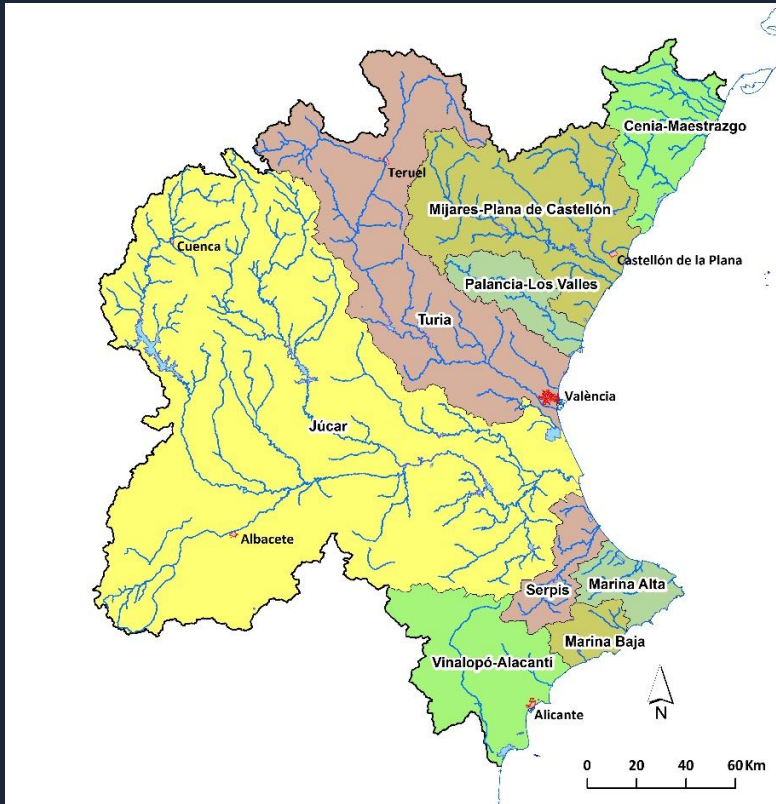 Cenia-Maestrazgo
Teruel
Mijares-Plana de Castellón
Cuenca
Castellón de la Plana
Palancia-Los Valles
Turia
València
Júcar
Albacete
Serpis
Marina Alta
Marina Baja
Vinalopó-Alacantí
Alicante
N
0 20 40 60 Km